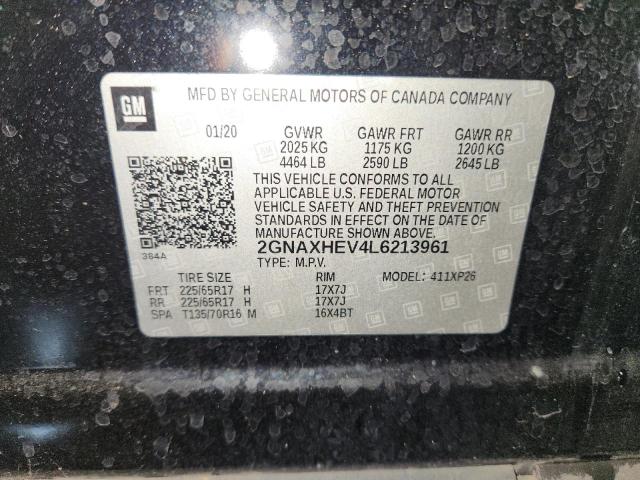 GM
MFD BY GENERAL MOTORS OF CANADA COMPANY
01/20 GVWR GAWR FRT GAWR RR
2025 KG 1175 KG 1200 KG
4464 LB 2590 LB 2645 LB
THIS VEHICLE CONFORMS TO ALL
APPLICABLE U.S. FEDERAL MOTOR
VEHICLE SAFETY AND THEFT PREVENTION
STANDARDS IN EFFECT ON THE DATE OF
MANUFACTURE SHOWN ABOVE.
384A
2GNAXHEV4L6213961
TYPE: M.P.V.
TIRE SIZE RIM MODEL: 411XP26
FRT 225/65R17 H 17X7J
RR 225/65R17 H 17X7J
SPA T135/70R16 M 16X4BT